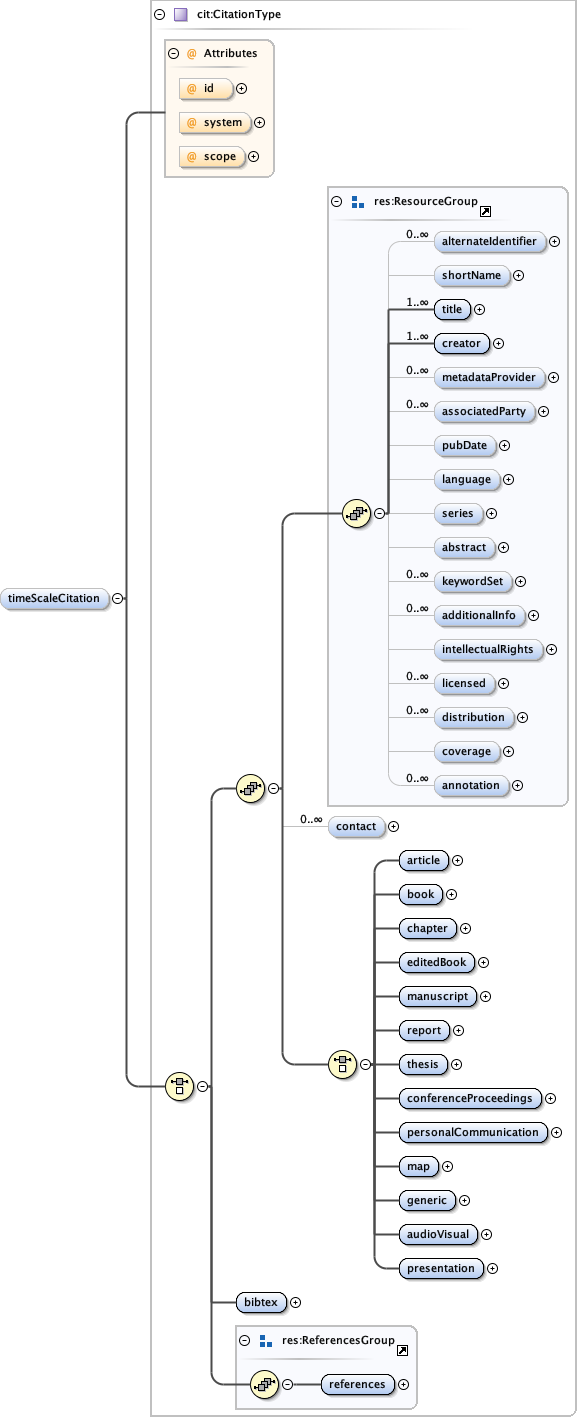 cit:CitationType
@ Attributes
@ id
@ system
@ scope
res:ResourceGroup
0..∞ alternateIdentifier
shortName
1..∞ title
1..∞ creator
0..∞ metadataProvider
0..∞ associatedParty
pubDate
language
series
abstract
0..∞ keywordSet
0..∞ additionalInfo
intellectualRights
0..∞ licensed
0..∞ distribution
coverage
0..∞ annotation
timeScaleCitation
0..∞ contact
article
book
chapter
editedBook
manuscript
report
thesis
conferenceProceedings
personalCommunication
map
generic
audioVisual
presentation
bibtex
res:ReferencesGroup
references